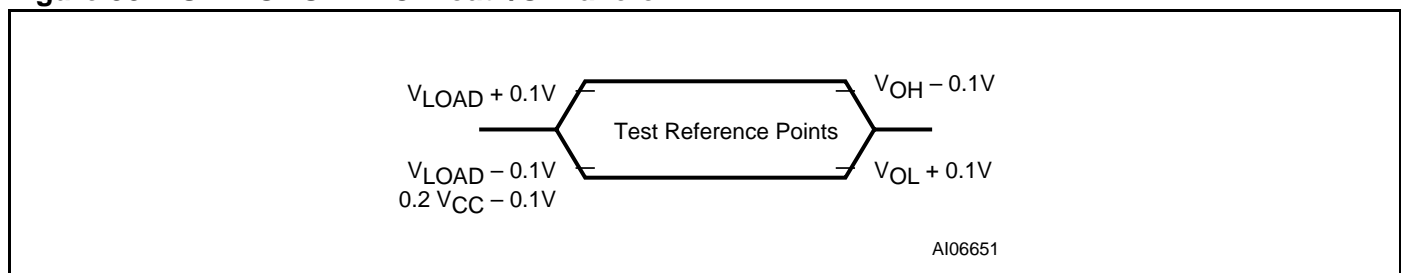 VLOAD + 0.1V
VOH – 0.1V
Test Reference Points
VLOAD – 0.1V
0.2 VCC – 0.1V
VOL + 0.1V
AI06651